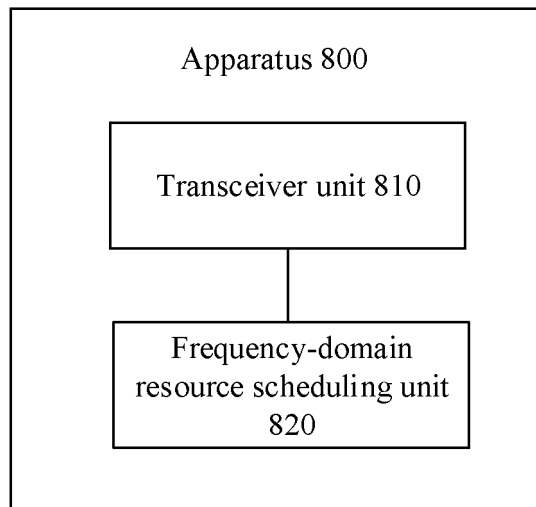 Apparatus 800
Transceiver unit 810
Frequency-domain
resource scheduling unit
820